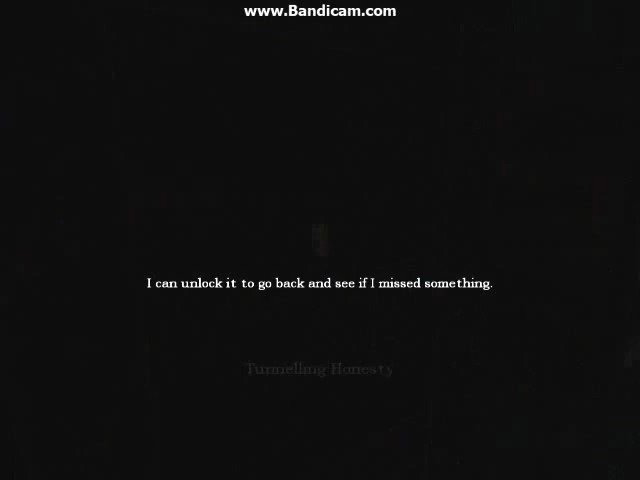 www.Bandicam.com
I can unlock it to go back and see if I missed something.
Tunnelling Honesty